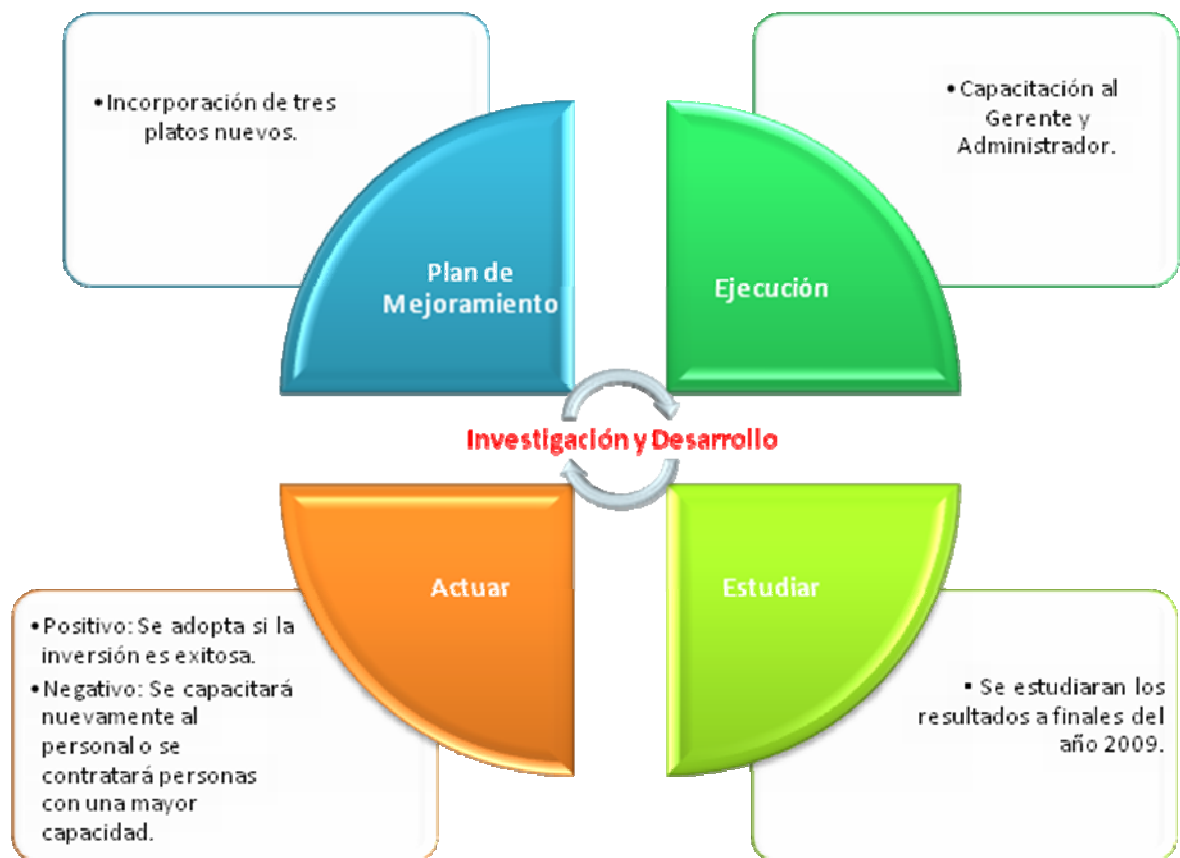 •Incorporación de tres
platos nuevos.
•Capacitación al
Gerente y
Administrador.
Plan de
Mejoramiento
Ejecución
Investigación y Desarrollo
Actuar
Estudiar
•Positivo: Se adopta si la
inversión es exitosa.
•Negativo: Se capacitará
nuevamente al
personal o se
contratará personas
con una mayor
capacidad.
▪ Se estudiaran los
resultados a finales del
año 2009.